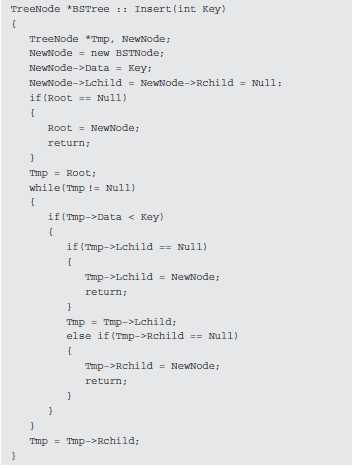 TreeNode *BSTree :: Insert(int Key)
{
TreeNode *Tmp, NewNode;
NewNode = new BSTNode;
NewNode->Data = Key;
NewNode->Lchild = NewNode->Rchild = Null:
if(Root == Null)
{
Root = NewNode;
return;
}
Tmp = Root;
while(Tmp != Null)
{
if(Tmp->Data < Key)
{
if(Tmp->Lchild == Null)
{
Tmp->Lchild = NewNode;
return;
}
Tmp = Tmp->Lchild;
else if(Tmp->Rchild == Null)
{
Tmp->Rchild = NewNode;
return;
}
}
}
Tmp = Tmp->Rchild;
}